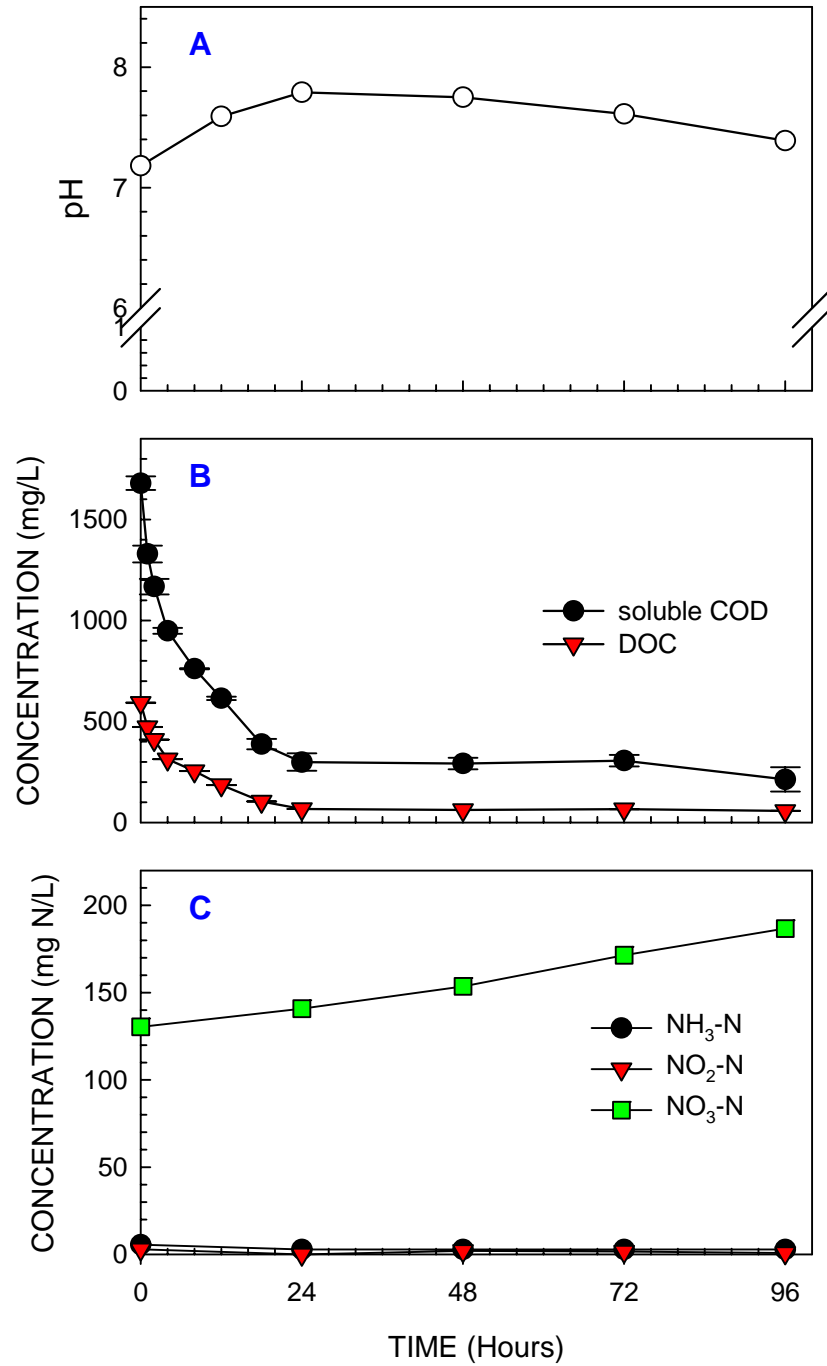 A
8
7
6
1
0
pH
B
1500
1000
500
0
CONCENTRATION (mg/L)
soluble COD
DOC
C
200
150
100
50
0
CONCENTRATION (mg N/L)
NH₃-N
NO₂-N
NO₃-N
0 24 48 72 96
TIME (Hours)